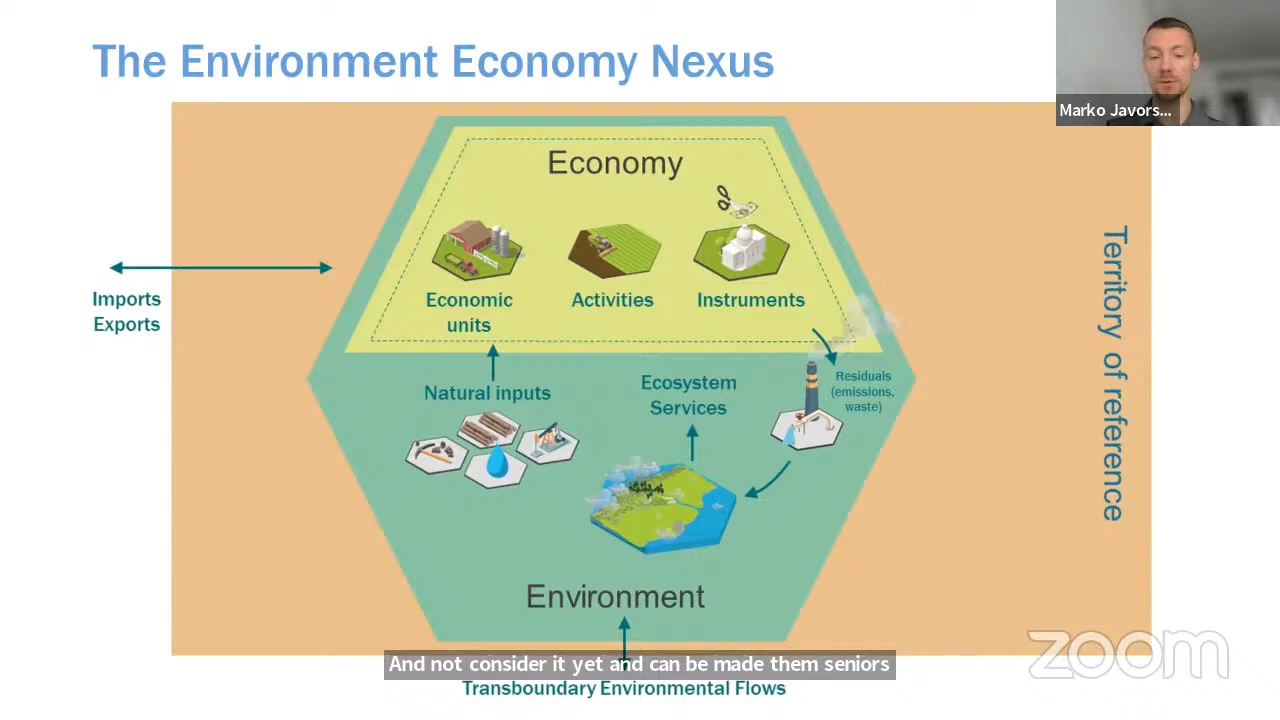 The Environment Economy Nexus
Marko Javors...
Economy
Economic
units
Activities
Instruments
Imports
Exports
Natural inputs
Ecosystem
Services
Residuals
(emissions,
waste)
Territory of reference
Environment
And not consider it yet and can be made them seniors
Transboundary Environmental Flows
zoom